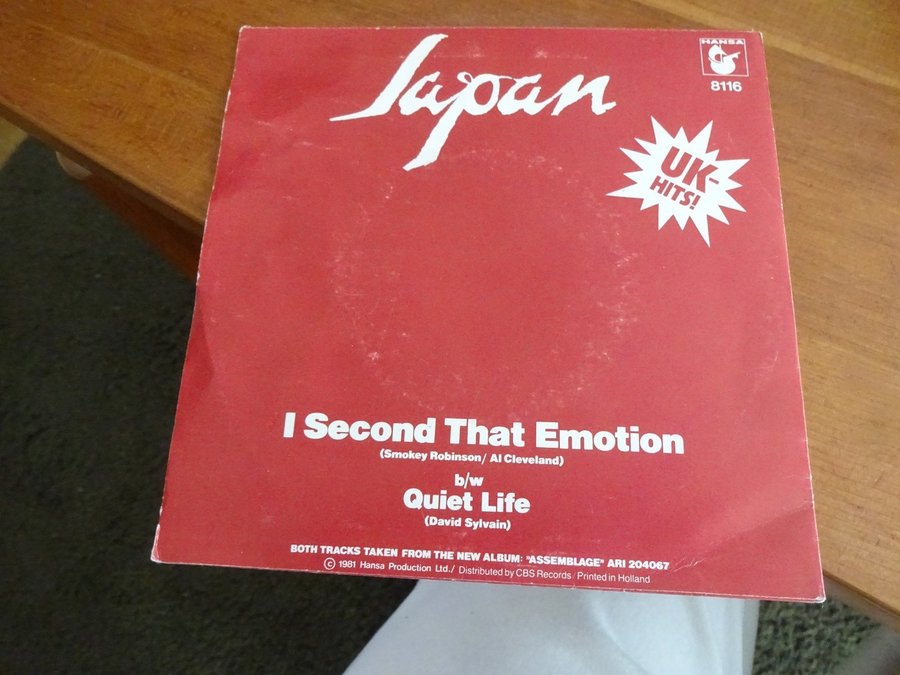 Japan
HANSA
8116
UK-
HITS!
I Second That Emotion
(Smokey Robinson/ Al Cleveland)
b/w
Quiet Life
(David Sylvain)
BOTH TRACKS TAKEN FROM THE NEW ALBUM: "ASSEMBLAGE" ARI 204067
© 1981 Hansa Production Ltd./ Distributed by CBS Records/ Printed in Holland